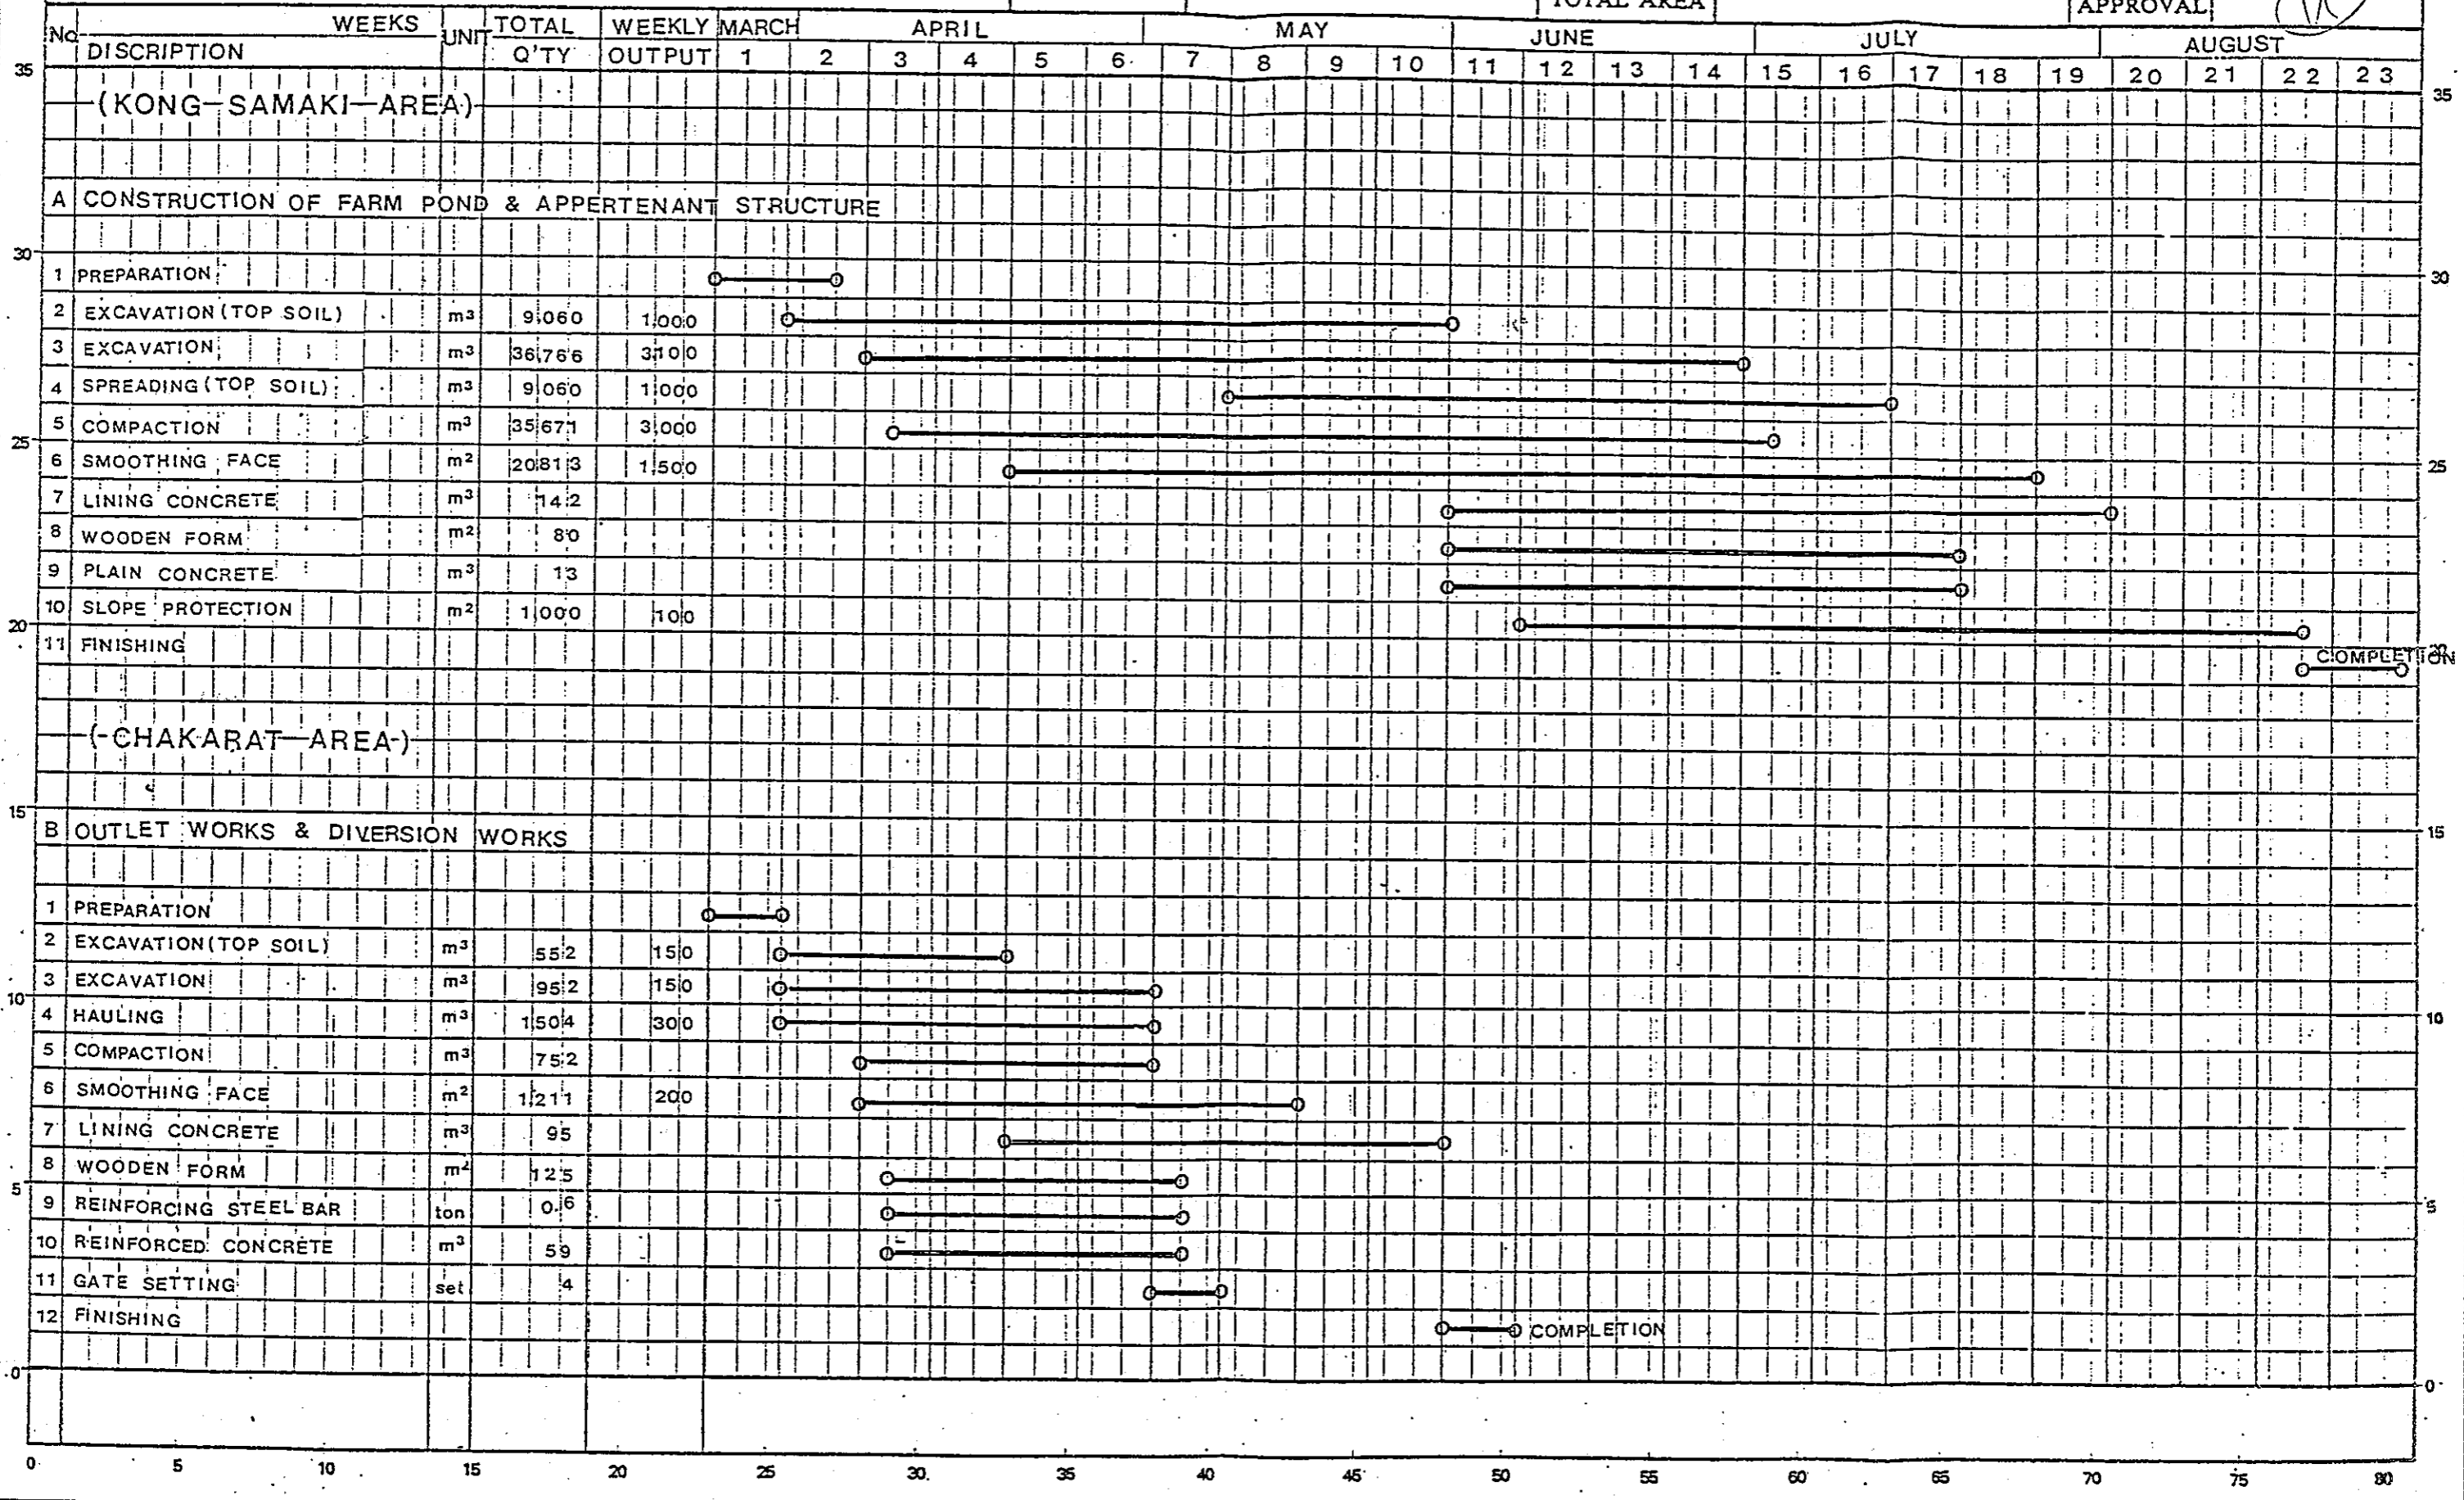 TOTAL AREA APPROVAL
No WEEKS UNIT TOTAL WEEKLY MARCH APRIL MAY JUNE JULY AUGUST
DISCRIPTION Q'TY OUTPUT 1 2 3 4 5 6 7 8 9 10 11 12 13 14 15 16 17 18 19 20 21 22 23
35 35
(KONG SAMAKI AREA)
A CONSTRUCTION OF FARM POND & APPERTENANT STRUCTURE
30 30
1 PREPARATION
2 EXCAVATION (TOP SOIL) m3 9,060 1,000
3 EXCAVATION m3 36,766 3,100
4 SPREADING (TOP SOIL) m3 9,060 1,000
5 COMPACTION m3 35,671 3,000
25 25
6 SMOOTHING FACE m2 20,813 1,500
7 LINING CONCRETE m3 142
8 WOODEN FORM m2 80
9 PLAIN CONCRETE m3 13
10 SLOPE PROTECTION m2 1,000 100
20 20
11 FINISHING COMPLETION
(CHAKARAT AREA)
15 15
B OUTLET WORKS & DIVERSION WORKS
1 PREPARATION
2 EXCAVATION (TOP SOIL) m3 552 150
3 EXCAVATION m3 952 150
10 10
4 HAULING m3 1,504 300
5 COMPACTION m3 752
6 SMOOTHING FACE m2 1,211 200
7 LINING CONCRETE m3 95
8 WOODEN FORM m2 125
5 5
9 REINFORCING STEEL BAR ton 0.6
10 REINFORCED CONCRETE m3 59
11 GATE SETTING set 4
12 FINISHING COMPLETION
0 0
0 5 10 15 20 25 30 35 40 45 50 55 60 65 70 75 80